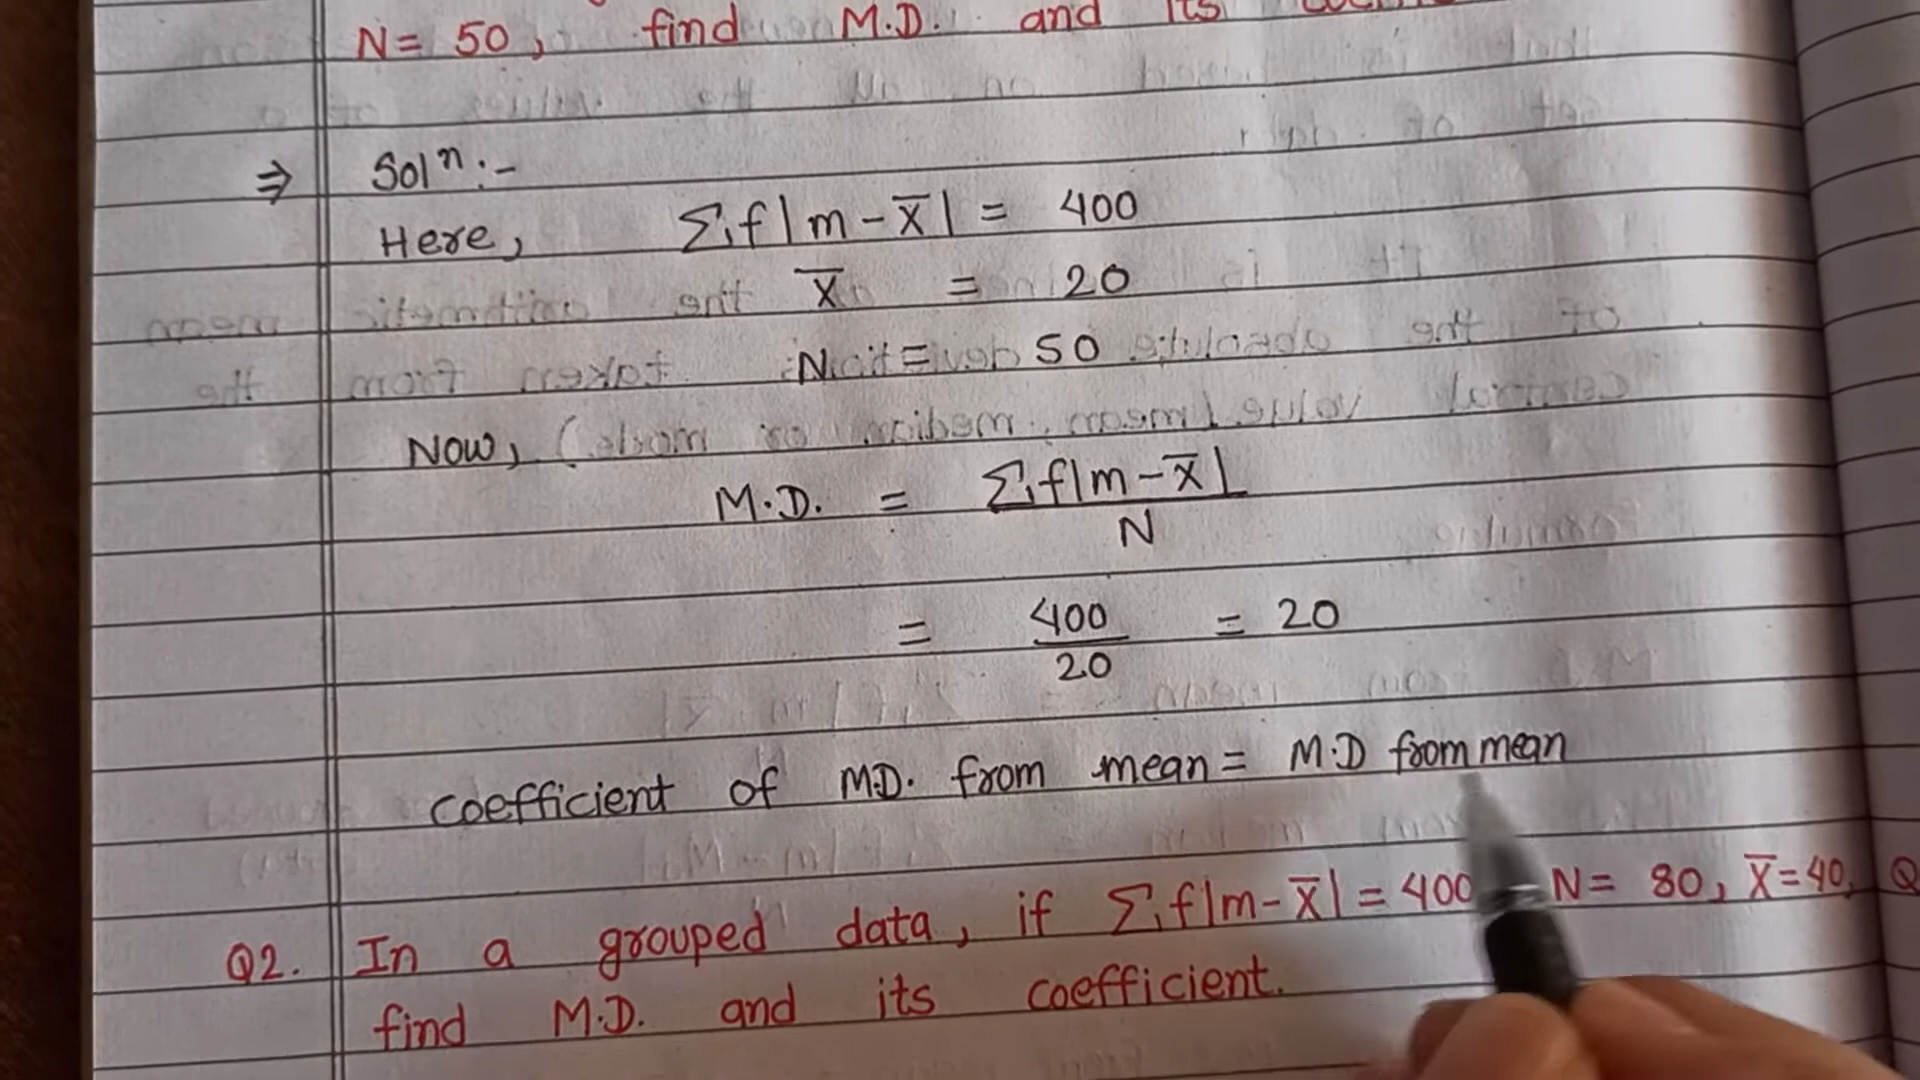 N = 50, find M.D. and its
⇒ Solⁿ:-
Here, Σf|m - x̅| = 400
x̅ = 20
N = 50
Now,
M.D. = Σf|m - x̅| / N
= 400 / 20 = 20
coefficient of M.D. from mean = M.D from mean
Q2. In a grouped data, if Σf|m - x̅| = 400 N = 80, x̅ = 40, Q
find M.D. and its coefficient.